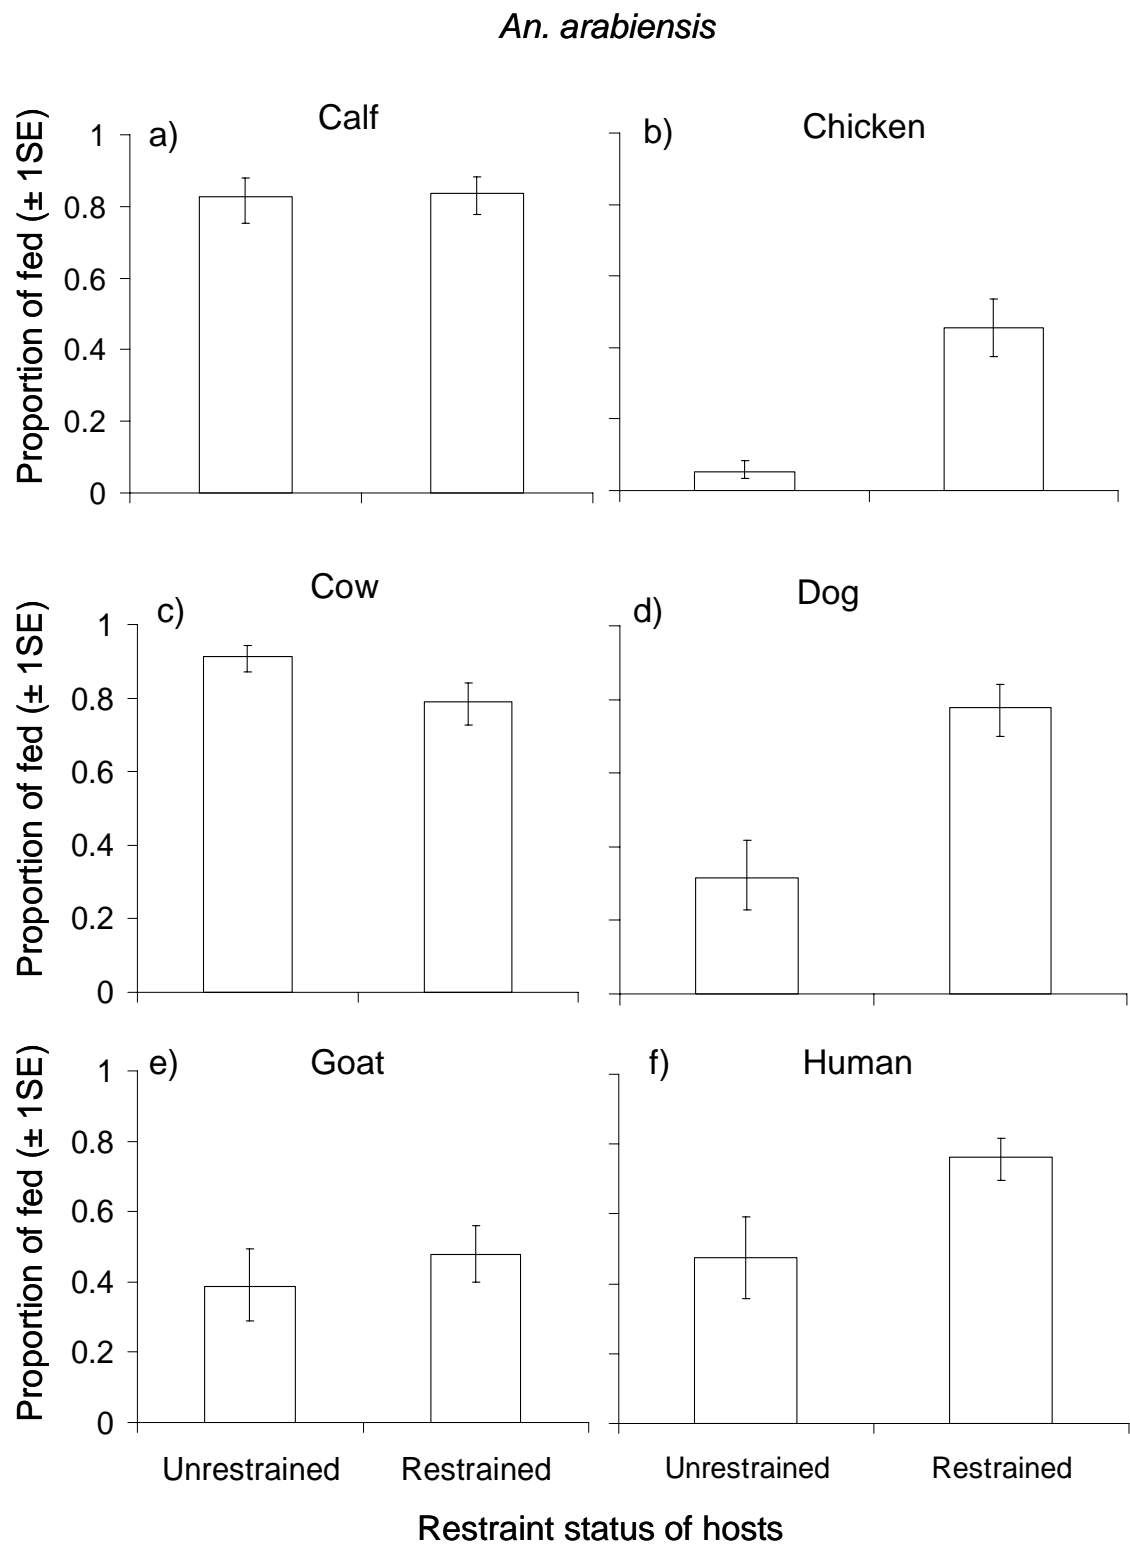 An. arabiensis
a)
Calf
b)
Chicken
Proportion of fed (± 1SE)
1
0.8
0.6
0.4
0.2
0
c)
Cow
d)
Dog
Proportion of fed (± 1SE)
1
0.8
0.6
0.4
0.2
0
e)
Goat
f)
Human
Proportion of fed (± 1SE)
1
0.8
0.6
0.4
0.2
0
Unrestrained
Restrained
Unrestrained
Restrained
Restraint status of hosts